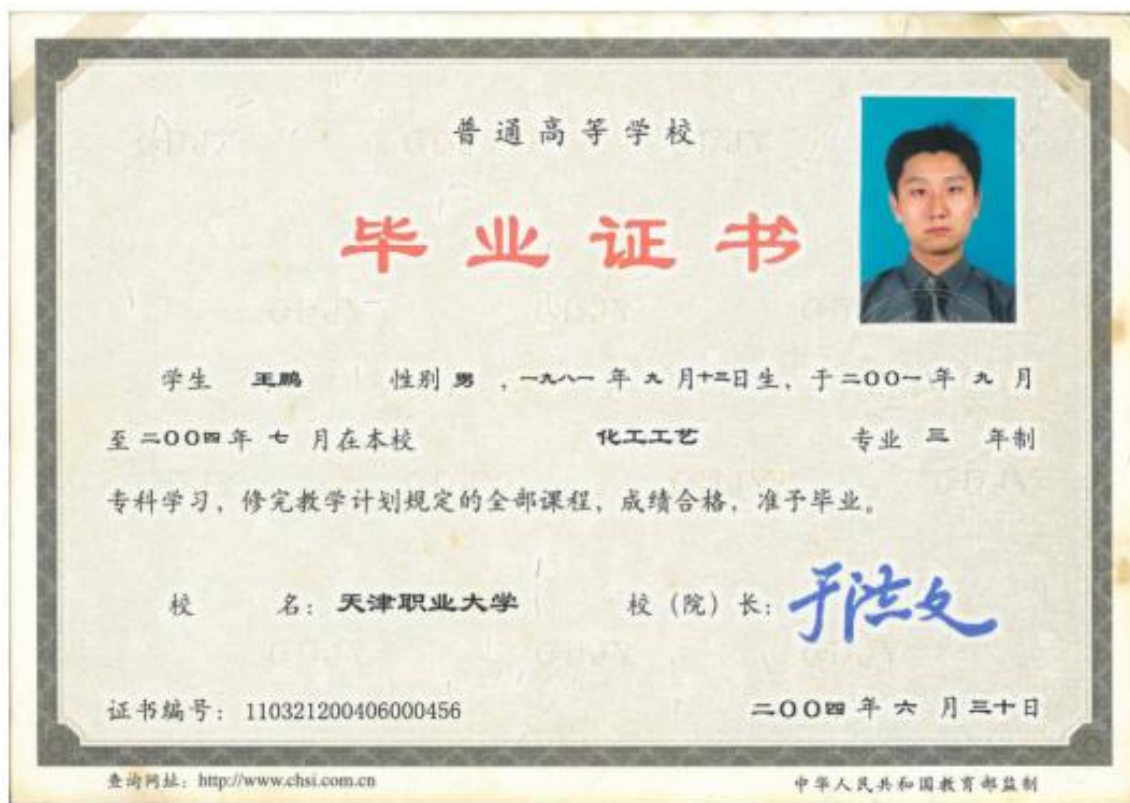 普通高等学校
毕业证书
学生 王鹏 性别 男 ，一九八一 年 九 月十三日生，于二〇〇一年 九 月
至 二〇〇四 年 七 月在本校 化工工艺 专业 三 年制
专科学习，修完教学计划规定的全部课程，成绩合格，准予毕业。
校 名：天津职业大学 校（院）长：于洪文
证书编号：110321200406000456 二〇〇四 年 六 月 三十日
查询网址：http://www.chsi.com.cn 中华人民共和国教育部监制